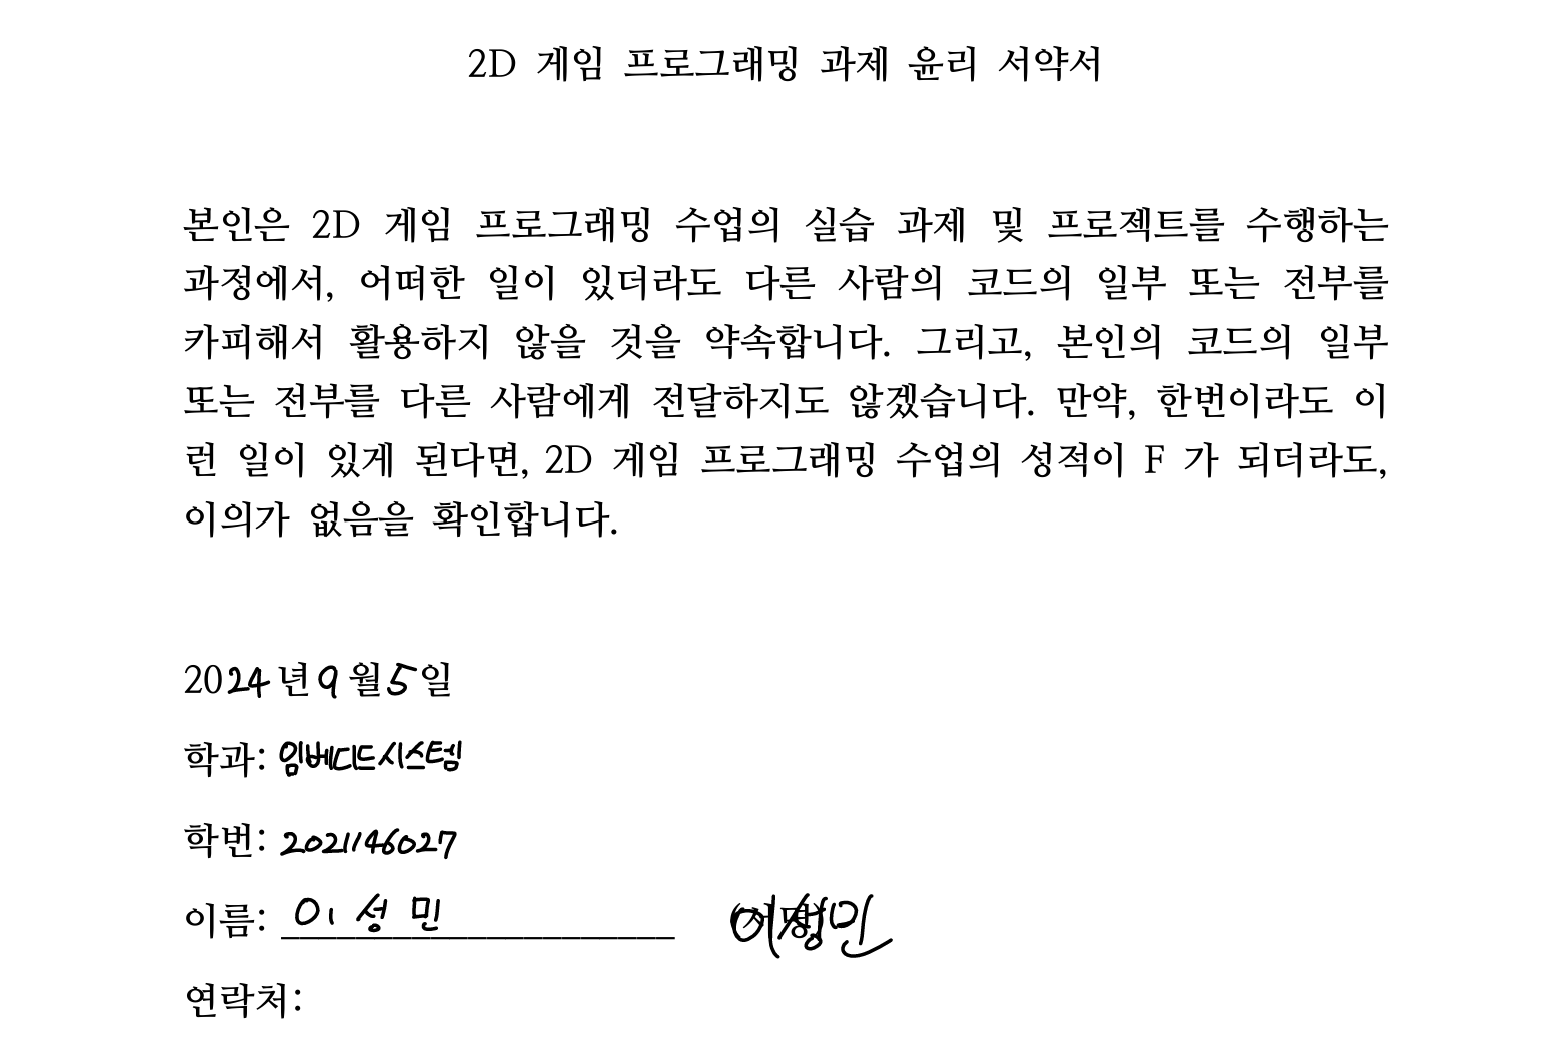 2D 게임 프로그래밍 과제 윤리 서약서
본인은 2D 게임 프로그래밍 수업의 실습 과제 및 프로젝트를 수행하는
과정에서, 어떠한 일이 있더라도 다른 사람의 코드의 일부 또는 전부를
카피해서 활용하지 않을 것을 약속합니다. 그리고, 본인의 코드의 일부
또는 전부를 다른 사람에게 전달하지도 않겠습니다. 만약, 한번이라도 이
런 일이 있게 된다면, 2D 게임 프로그래밍 수업의 성적이 F 가 되더라도,
이의가 없음을 확인합니다.
2024년 9월 5일
학과: 임베디드시스템
학번: 2021146027
이름: 이성민 (서명) 이성민
연락처: